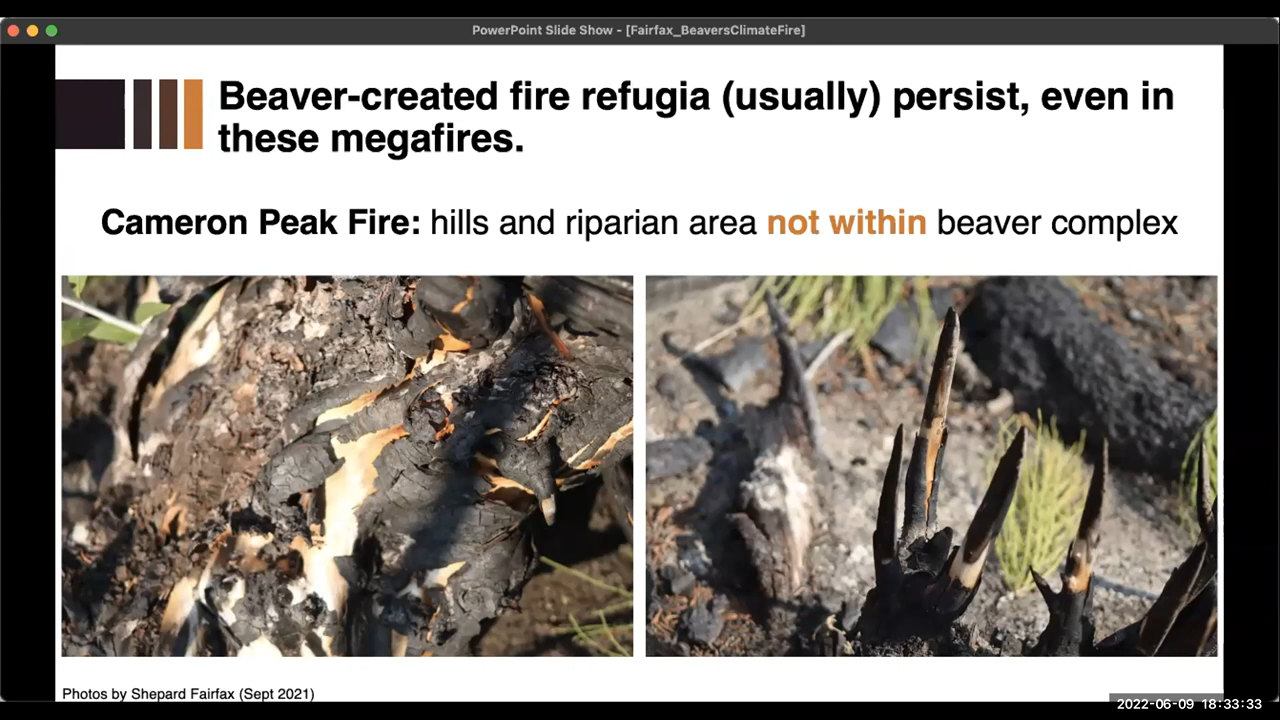 PowerPoint Slide Show - [Fairfax_BeaversClimateFire]
Beaver-created fire refugia (usually) persist, even in
these megafires.
Cameron Peak Fire: hills and riparian area not within beaver complex
Photos by Shepard Fairfax (Sept 2021)
2022-06-09 18:33:33